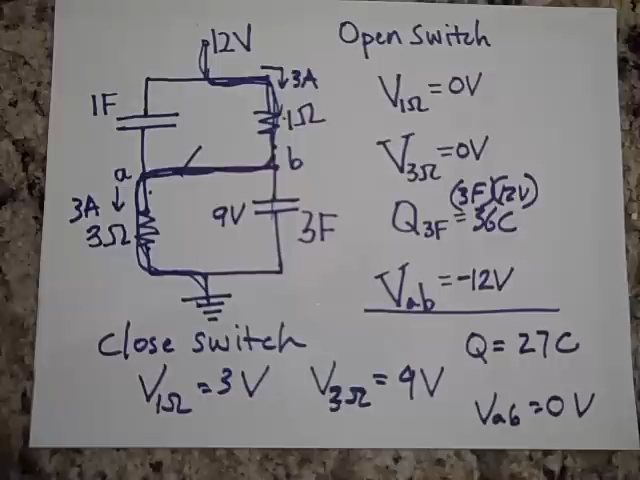 12V
Open Switch
3A
1F
1Ω
V1Ω = 0V
a
b
V3Ω = 0V
3A
3Ω
9V
3F
(3F)(12V)
Q3F = 36C
Vab = -12V
Close Switch
Q = 27C
V1Ω = 3V
V3Ω = 9V
Vab = 0V